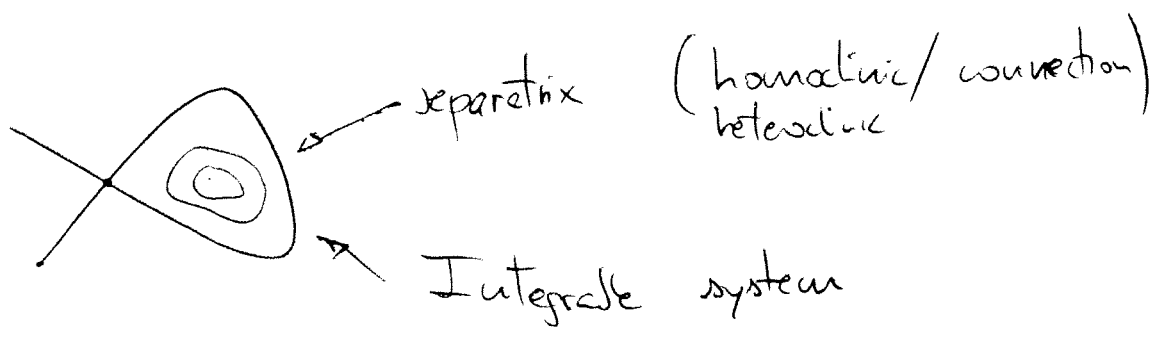 separetrix (homoclinic/ connection)
heteroclinic
Integrable system